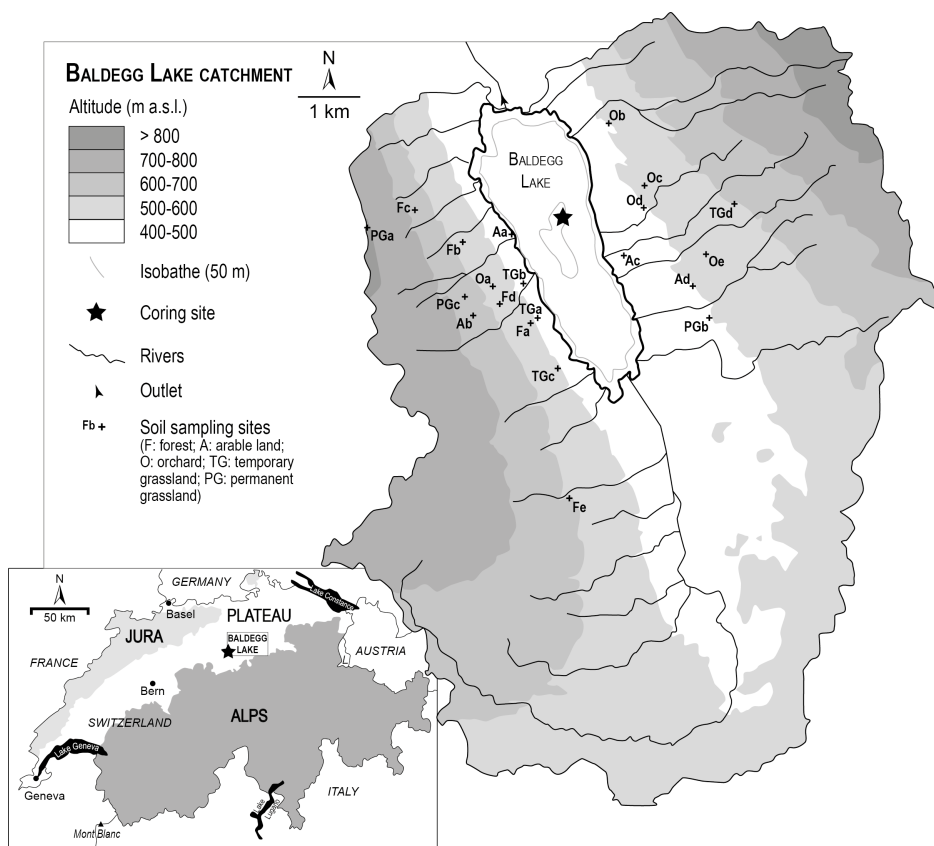 BALDEGG LAKE CATCHMENT
N
1 km
Altitude (m a.s.l.)
> 800
700-800
600-700
500-600
400-500
Isobathe (50 m)
Coring site
Rivers
Outlet
Fb
Soil sampling sites
(F: forest; A: arable land;
O: orchard; TG: temporary
grassland; PG: permanent
grassland)
BALDEGG
LAKE
Ob
Oc
Od
TGd
Fc
PGa
Aa
Fb
Ac
Oe
Oa
TGb
Ad
PGc
Fd
Ab
TGa
Fa
PGb
TGc
Fe
N
50 km
GERMANY
Basel
Lake Constance
PLATEAU
JURA
BALDEGG
LAKE
AUSTRIA
FRANCE
Bern
SWITZERLAND
ALPS
Lake Geneva
Geneva
ITALY
Lake
Lugano
Mont Blanc